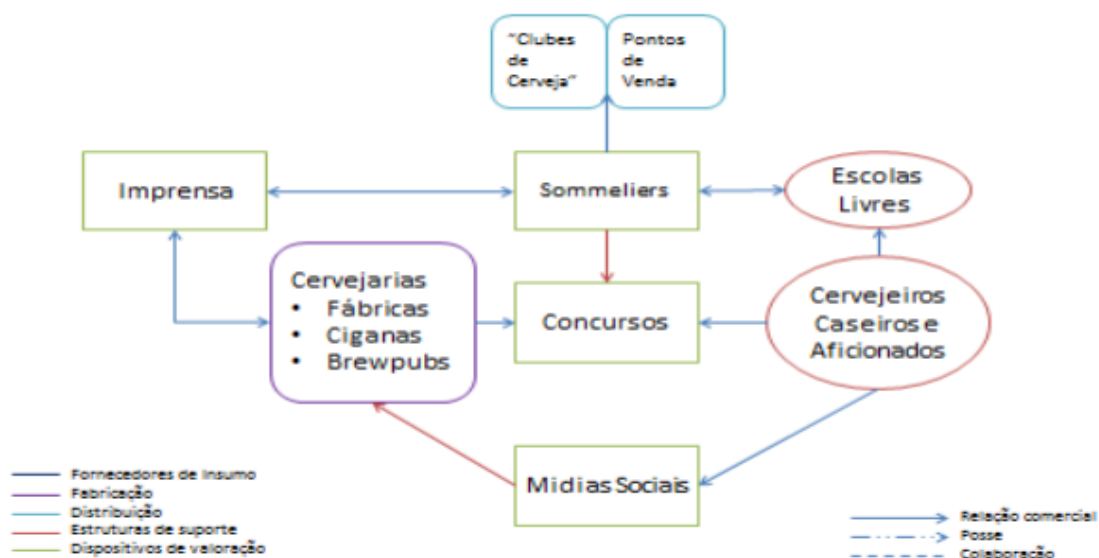 “Clubes
de
Cerveja”
Pontos
de
Venda
Imprensa
Sommeliers
Escolas
Livres
Cervejarias
• Fábricas
• Ciganas
• Brewpubs
Concursos
Cervejeiros
Caseiros e
Aficionados
Midias Sociais
Fornecedores de Insumo
Fabricação
Distribuição
Estruturas de suporte
Dispositivos de valoração
Relação comercial
Posse
Colaboração